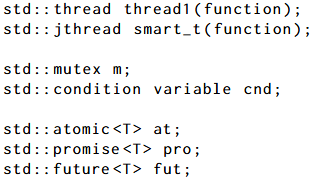 std::thread thread1(function);
std::jthread smart_t(function);
std::mutex m;
std::condition variable cnd;
std::atomic<T> at;
std::promise<T> pro;
std::future<T> fut;